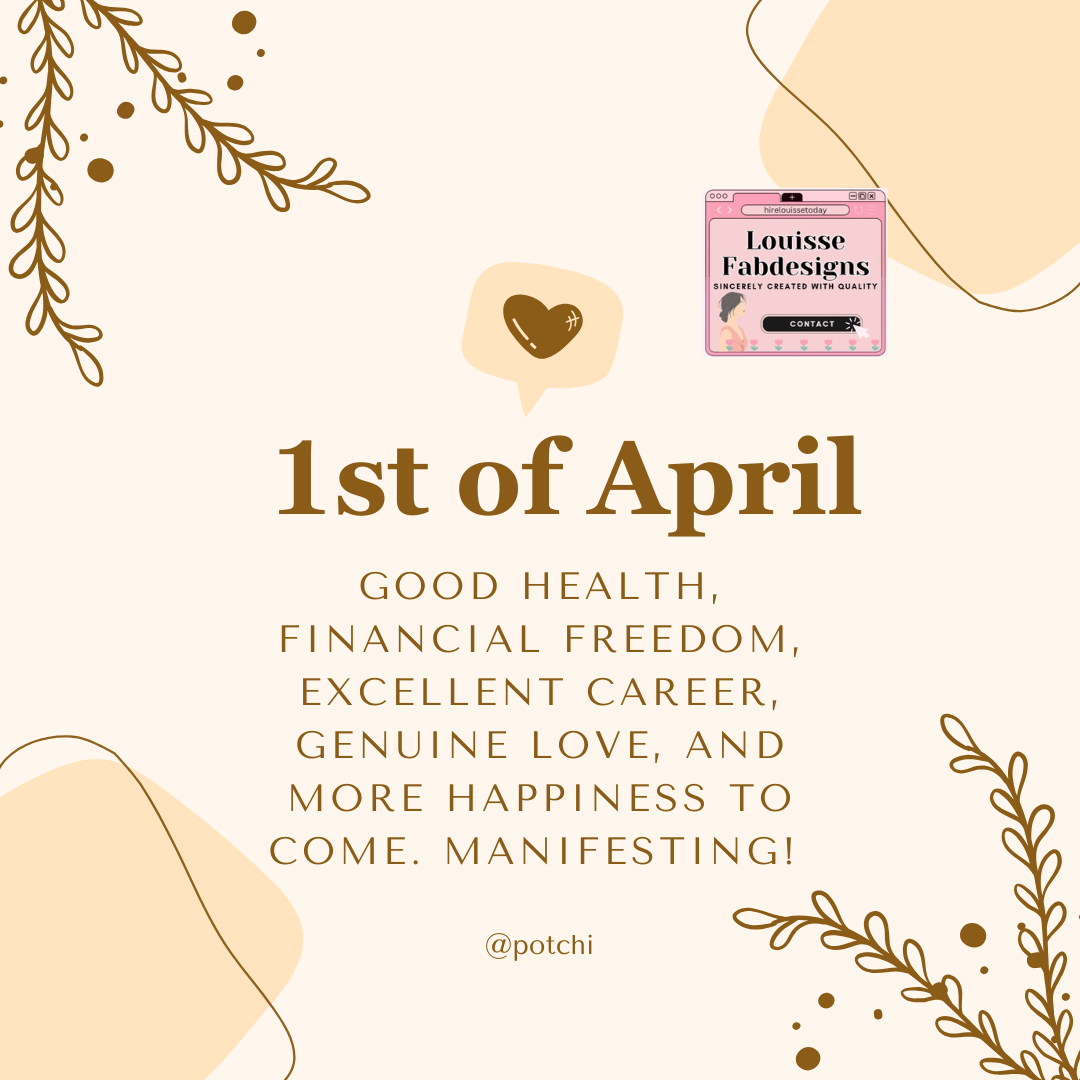 hirelouissetoday
Louisse
Fabdesigns
SINCERELY CREATED WITH QUALITY
CONTACT
1st of April
GOOD HEALTH,
FINANCIAL FREEDOM,
EXCELLENT CAREER,
GENUINE LOVE, AND
MORE HAPPINESS TO
COME. MANIFESTING!
@potchi